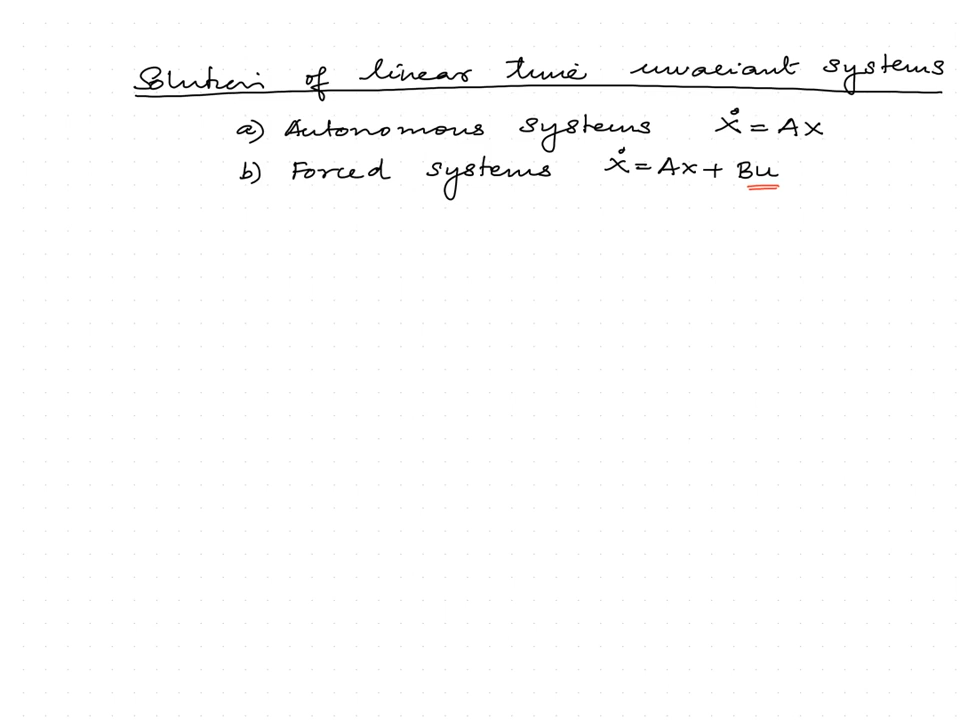 Solution of linear time invariant systems
a) Autonomous systems ẋ = Ax
b) Forced systems ẋ = Ax + Bu